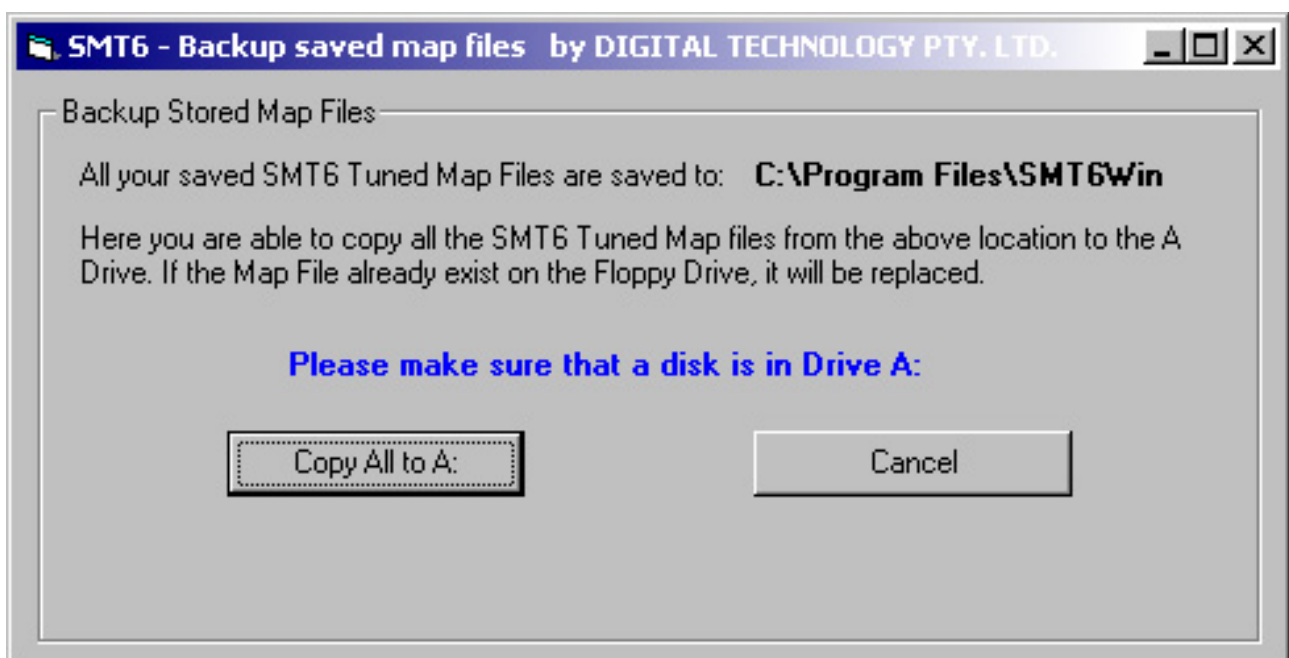 SMT6 - Backup saved map files by DIGITAL TECHNOLOGY PTY. LTD.
Backup Stored Map Files
All your saved SMT6 Tuned Map Files are saved to: C:\Program Files\SMT6Win
Here you are able to copy all the SMT6 Tuned Map files from the above location to the A
Drive. If the Map File already exist on the Floppy Drive, it will be replaced.
Please make sure that a disk is in Drive A:
Copy All to A:
Cancel